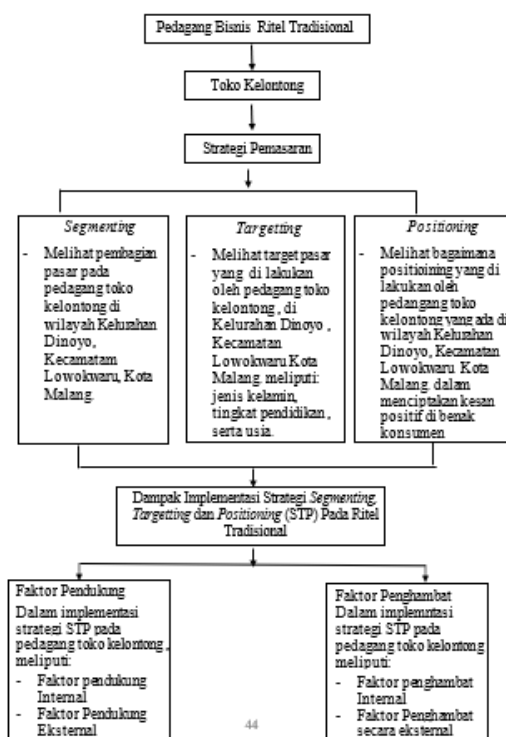 Pedagang Bisnis Ritel Tradisional
Toko Kelontong
Strategi Pemasaran
Segmenting
- Melihat pembagian
pasar pada
pedagang toko
kelontong di
wilayah Kelurahan
Dinoyo,
Kecamatam
Lowokwaru, Kota
Malang.
Targetting
- Melihat target pasar
yang di lakukan
oleh pedagang toko
kelontong, di
Kelurahan Dinoyo,
Kecamatan
Lowokwaru Kota
Malang. meliputi:
jenis kelamin,
tingkat pendidikan,
serta usia.
Positioning
- Melihat bagaimana
positioining yang di
lakukan oleh
pedangang toko
kelontong yang ada di
wilayah Kelurahan
Dinoyo, Kecamatan
Lowokwaru Kota
Malang. dalam
menciptakan kesan
positif di benak
konsumen
Dampak Implementasi Strategi Segmenting,
Targetting dan Positioning (STP) Pada Ritel
Tradisional
Faktor Pendukung
Dalam implementasi
strategi STP pada
pedagang toko kelontong,
meliputi:
- Faktor pendukung
Internal
- Faktor Pendukung
Eksternal
Faktor Penghambat
Dalam implemntasi
strategi STP pada
pedagang toko kelontong
meliputi:
- Faktor penghambat
Internal
- Faktor Penghambat
secara eksternal
44